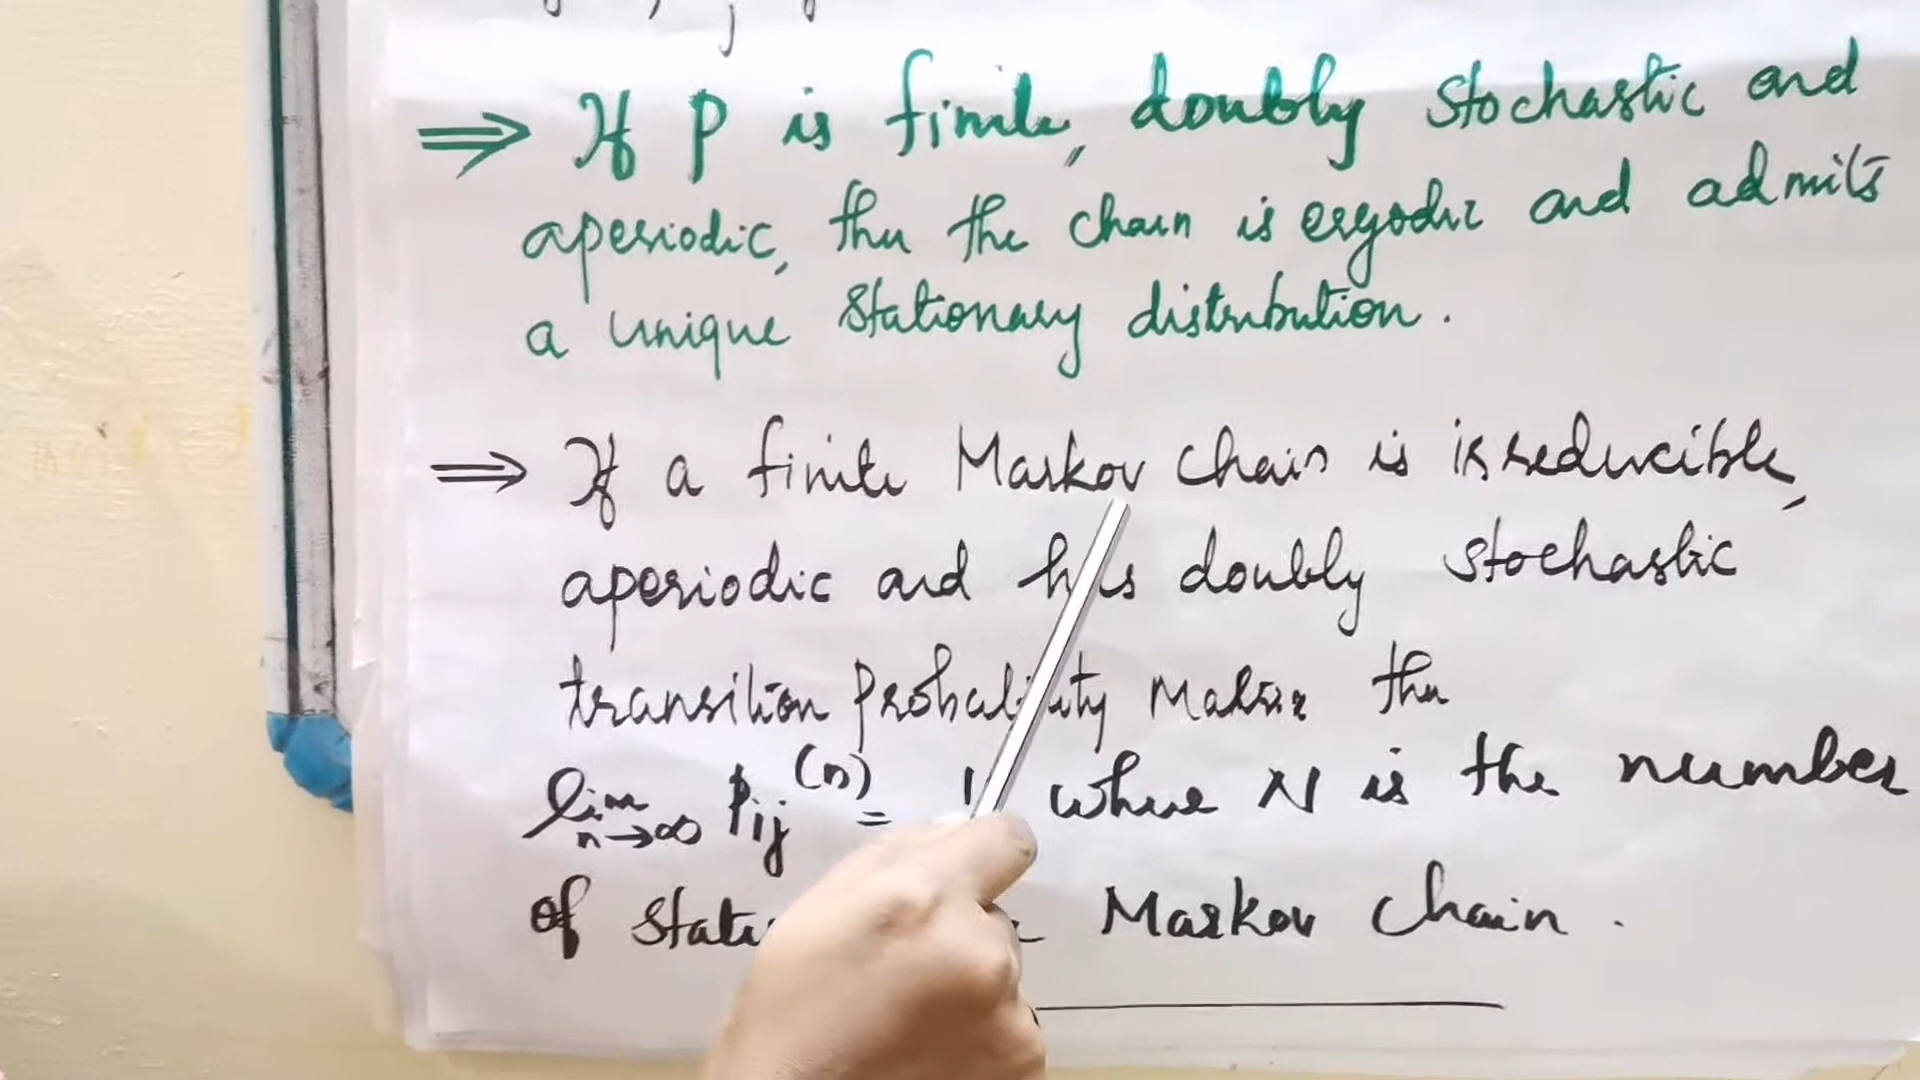 ⇒ If P is finite, doubly stochastic and
aperiodic, then the chain is ergodic and admits
a unique stationary distribution.
⇒ If a finite Markov chain is irreducible,
aperiodic and has doubly stochastic
transition probability Matrix then
lim n→∞ Pij (n) = where N is the number
of Markov chain.